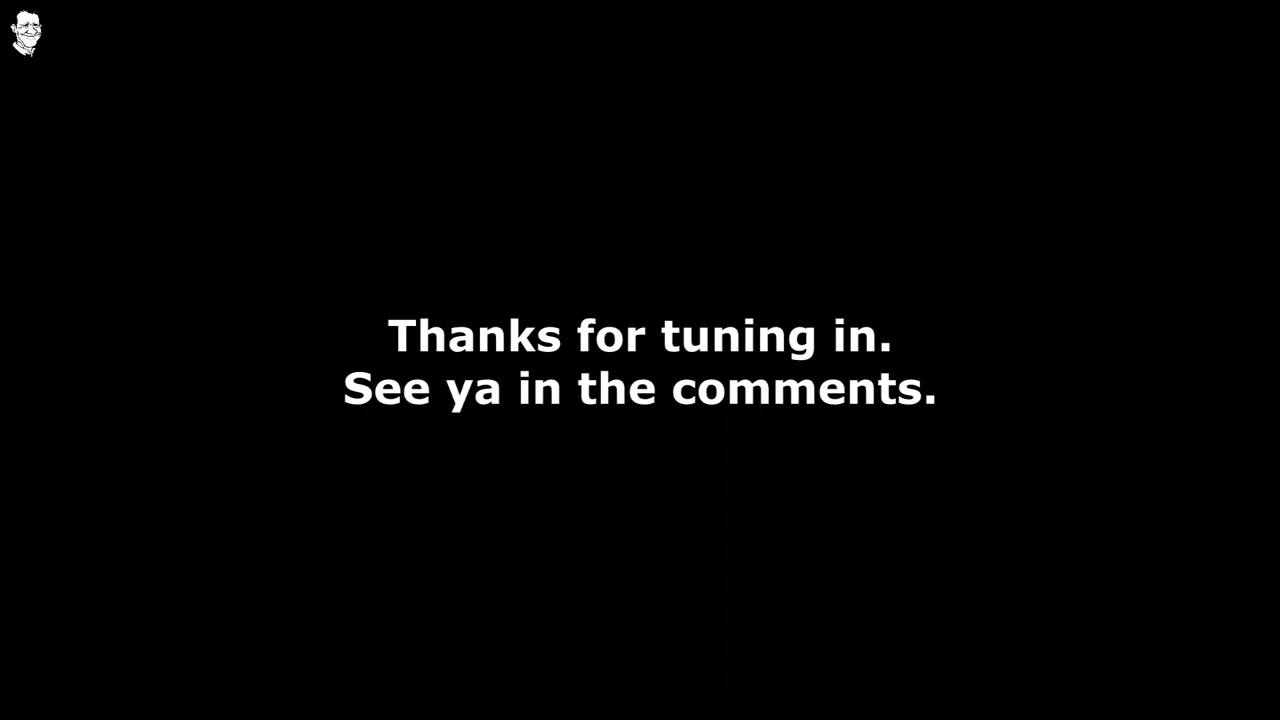 Thanks for tuning in.
See ya in the comments.